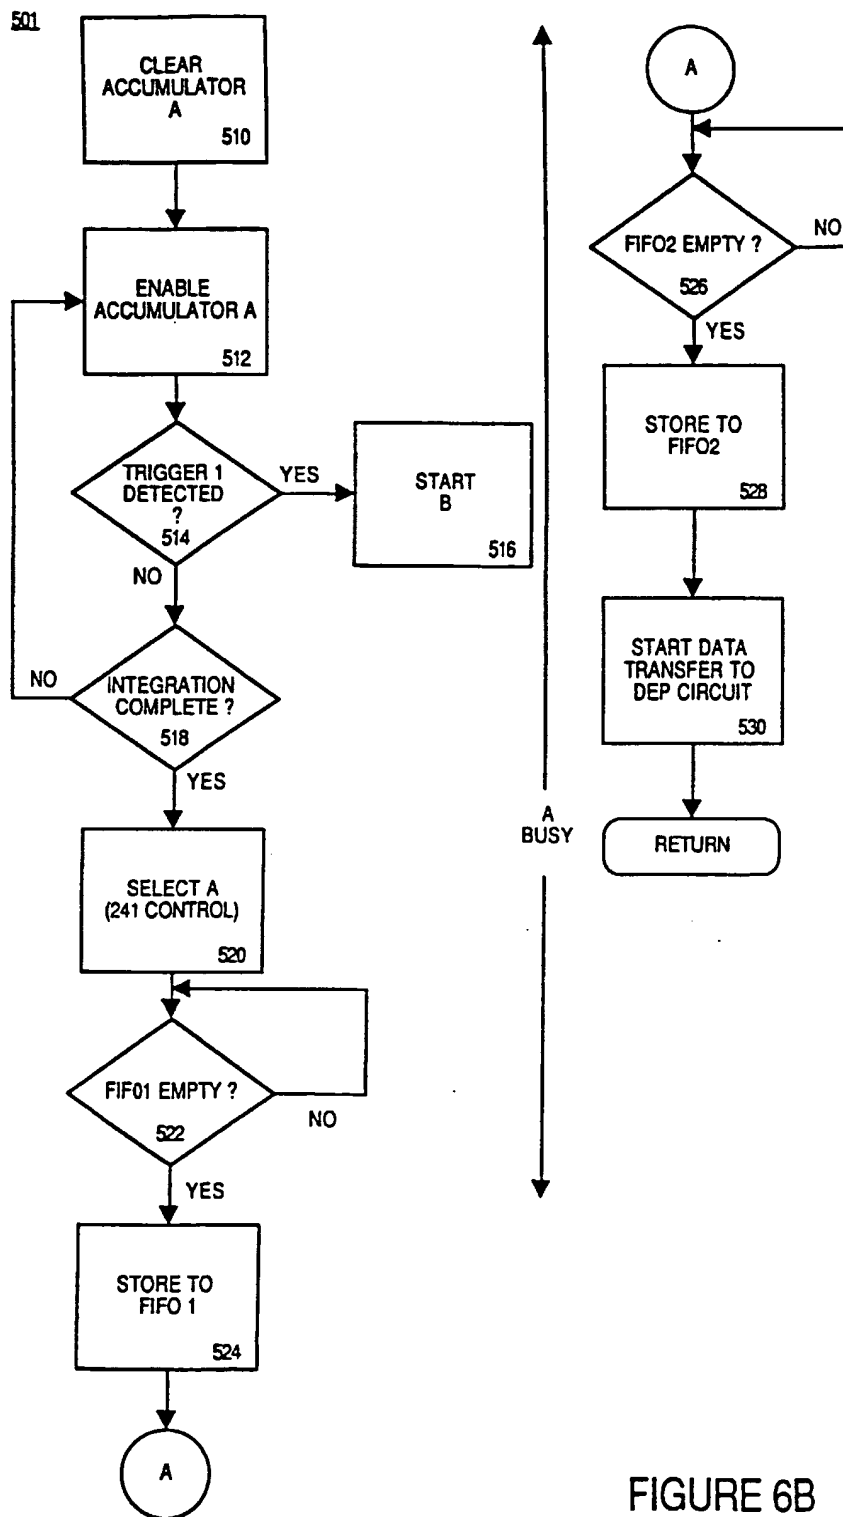 501
CLEAR
ACCUMULATOR
A
510
ENABLE
ACCUMULATOR A
512
TRIGGER 1
DETECTED
?
514
YES
NO
START
B
516
INTEGRATION
COMPLETE ?
518
NO
YES
SELECT A
(241 CONTROL)
520
FIF01 EMPTY ?
522
NO
YES
STORE TO
FIFO 1
524
A
A
BUSY
A
FIFO2 EMPTY ?
526
NO
YES
STORE TO
FIFO2
528
START DATA
TRANSFER TO
DEP CIRCUIT
530
RETURN
FIGURE 6B